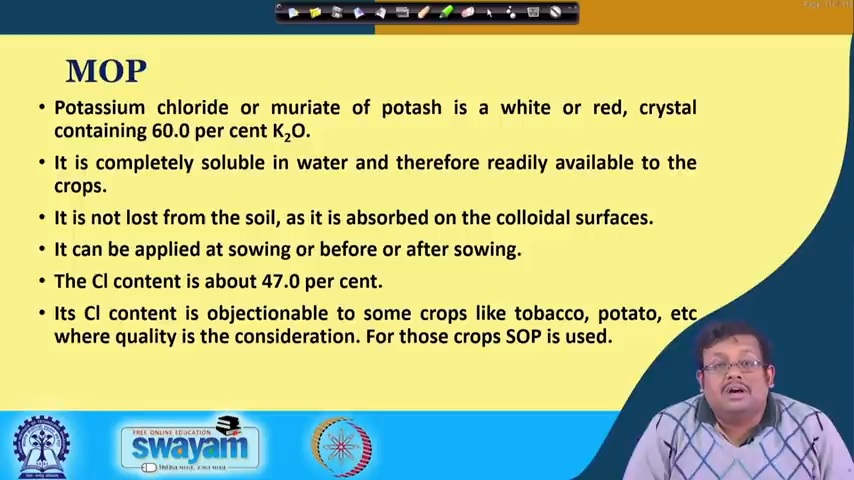 MOP
• Potassium chloride or muriate of potash is a white or red, crystal
containing 60.0 per cent K₂O.
• It is completely soluble in water and therefore readily available to the
crops.
• It is not lost from the soil, as it is absorbed on the colloidal surfaces.
• It can be applied at sowing or before or after sowing.
• The Cl content is about 47.0 per cent.
• Its Cl content is objectionable to some crops like tobacco, potato, etc
where quality is the consideration. For those crops SOP is used.
FREE ONLINE EDUCATION
swayam